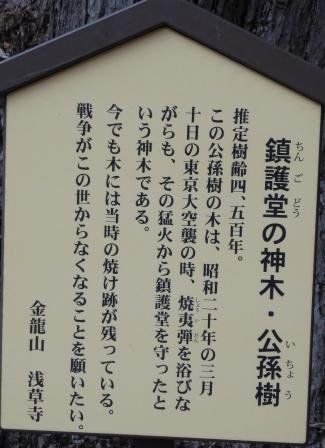 鎮護堂の神木・公孫樹
ちんごどう
いちょう
推定樹齢四、五百年。
この公孫樹の木は、昭和二十年の三月
十日の東京大空襲の時、焼夷弾を浴びな
がらも、その猛火から鎮護堂を守ったと
いう神木である。
今でも木には当時の焼け跡が残っている。
戦争がこの世からなくなることを願いたい。
金龍山 浅草寺